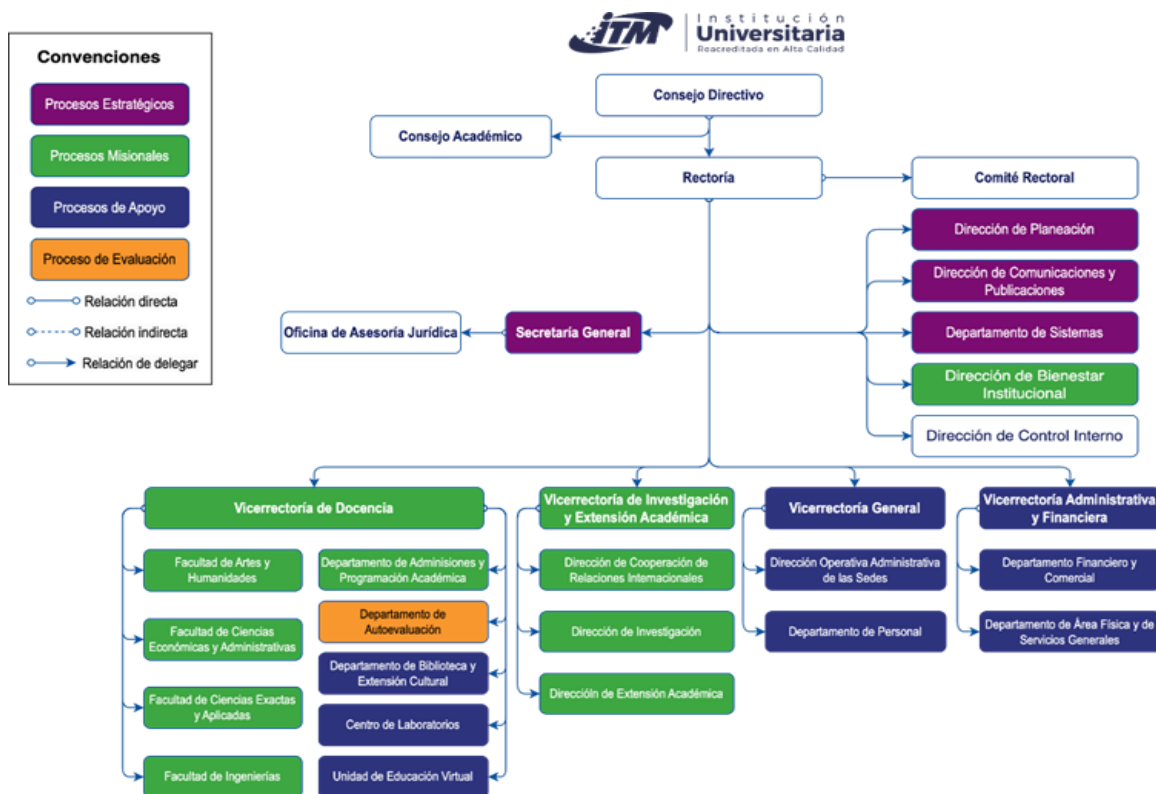 iTM
Institución
Universitaria
Reacreditada en Alta Calidad
Convenciones
Procesos Estratégicos
Procesos Misionales
Procesos de Apoyo
Proceso de Evaluación
Relación directa
Relación indirecta
Relación de delegar
Consejo Directivo
Consejo Académico
Rectoría
Comité Rectoral
Dirección de Planeación
Dirección de Comunicaciones y
Publicaciones
Oficina de Asesoría Jurídica
Secretaría General
Departamento de Sistemas
Dirección de Bienestar
Institucional
Dirección de Control Interno
Vicerrectoría de Docencia
Facultad de Artes y
Humanidades
Facultad de Ciencias
Económicas y Administrativas
Facultad de Ciencias Exactas
y Aplicadas
Facultad de Ingenierías
Departamento de Adminisiones y
Programación Académica
Departamento de
Autoevaluación
Departamento de Biblioteca y
Extensión Cultural
Centro de Laboratorios
Unidad de Educación Virtual
Vicerrectoría de Investigación
y Extensión Académica
Dirección de Cooperación de
Relaciones Internacionales
Dirección de Investigación
Direccióln de Extensión Académica
Vicerrectoría General
Dirección Operativa Administrativa
de las Sedes
Departamento de Personal
Vicerrectoría Administrativa
y Financiera
Departamento Financiero y
Comercial
Departamento de Área Física y de
Servicios Generales